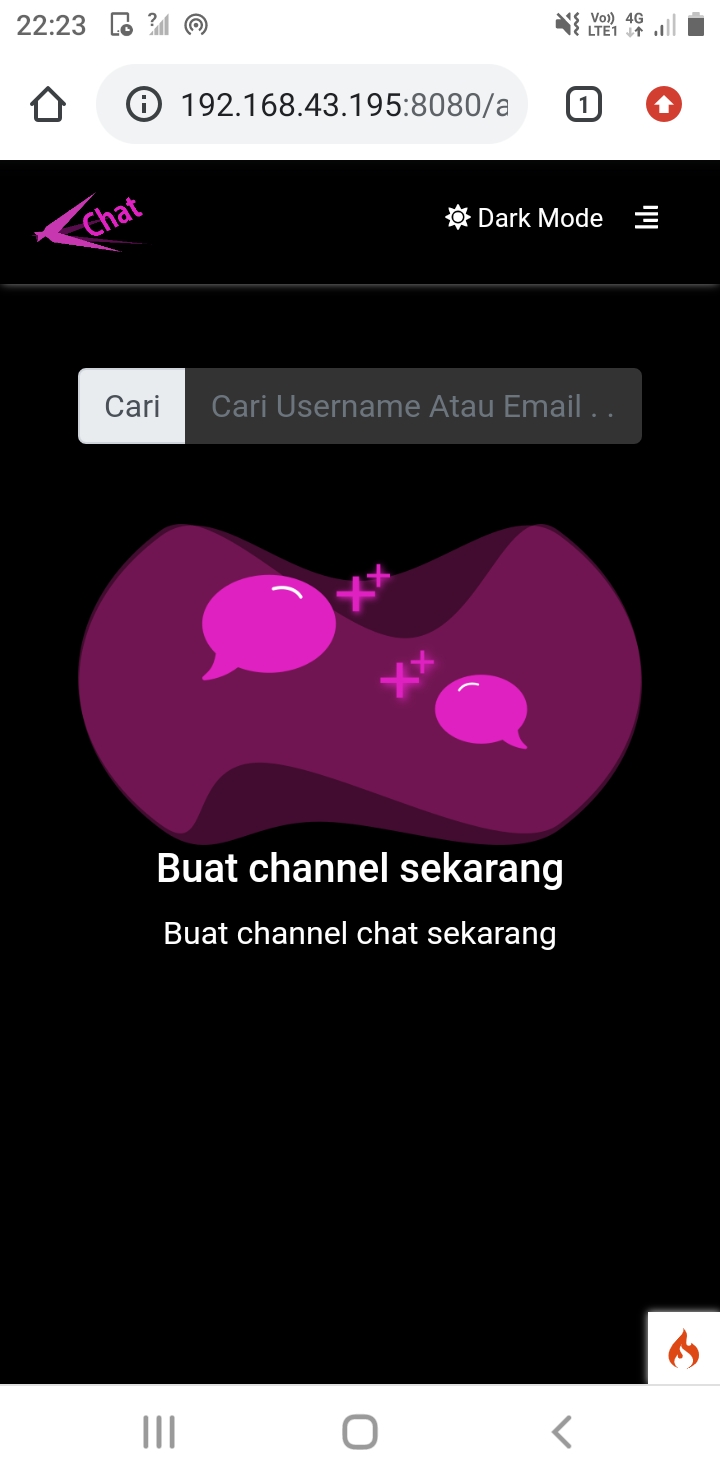 22:23
Vo)) LTE1
4G
192.168.43.195:8080/a
1
Chat
Dark Mode
Cari
Cari Username Atau Email . .
Buat channel sekarang
Buat channel chat sekarang